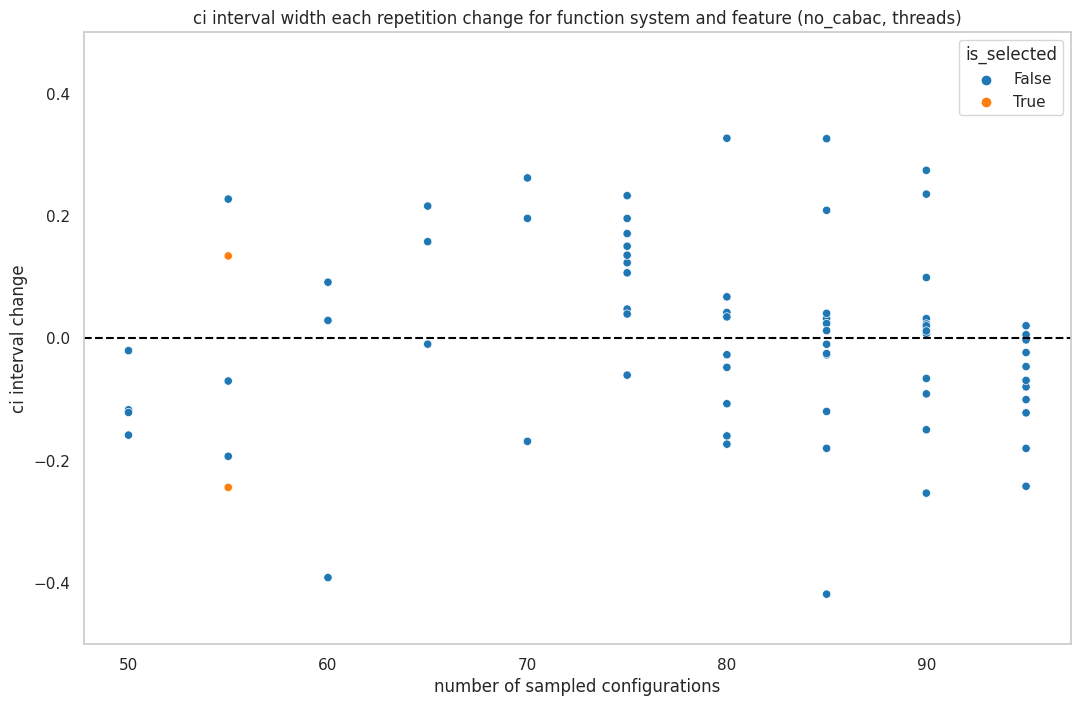 ci interval width each repetition change for function system and feature (no_cabac, threads)
is_selected
False
True
ci interval change
0.4
0.2
0.0
−0.2
−0.4
50
60
70
80
90
number of sampled configurations